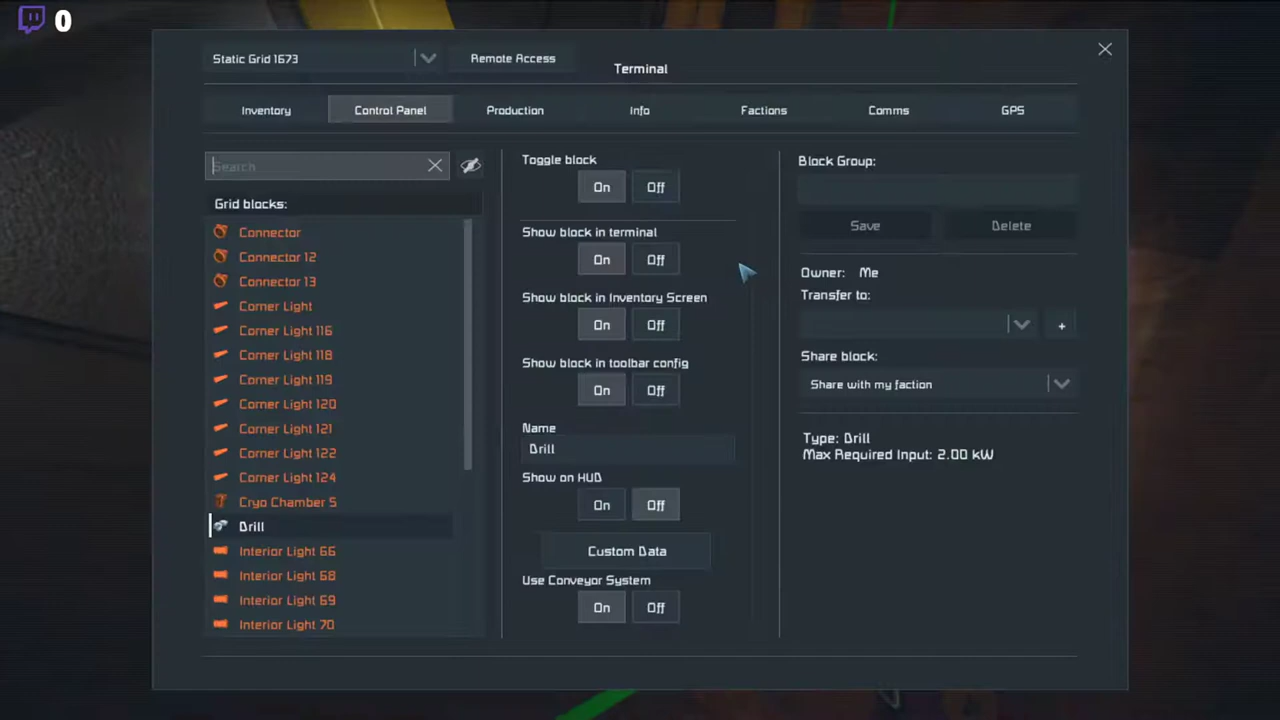 0
Static Grid 1673
Remote Access
Terminal
Inventory
Control Panel
Production
Info
Factions
Comms
GPS
Search
Grid blocks:
Connector
Connector 12
Connector 13
Corner Light
Corner Light 116
Corner Light 118
Corner Light 119
Corner Light 120
Corner Light 121
Corner Light 122
Corner Light 124
Cryo Chamber 5
Drill
Interior Light 66
Interior Light 68
Interior Light 69
Interior Light 70
Toggle block
On Off
Show block in terminal
On Off
Show block in Inventory Screen
On Off
Show block in toolbar config
On Off
Name
Drill
Show on HUD
On Off
Custom Data
Use Conveyor System
On Off
Block Group:
Save
Delete
Owner: Me
Transfer to:
+
Share block:
Share with my faction
Type: Drill
Max Required Input: 2.00 kW